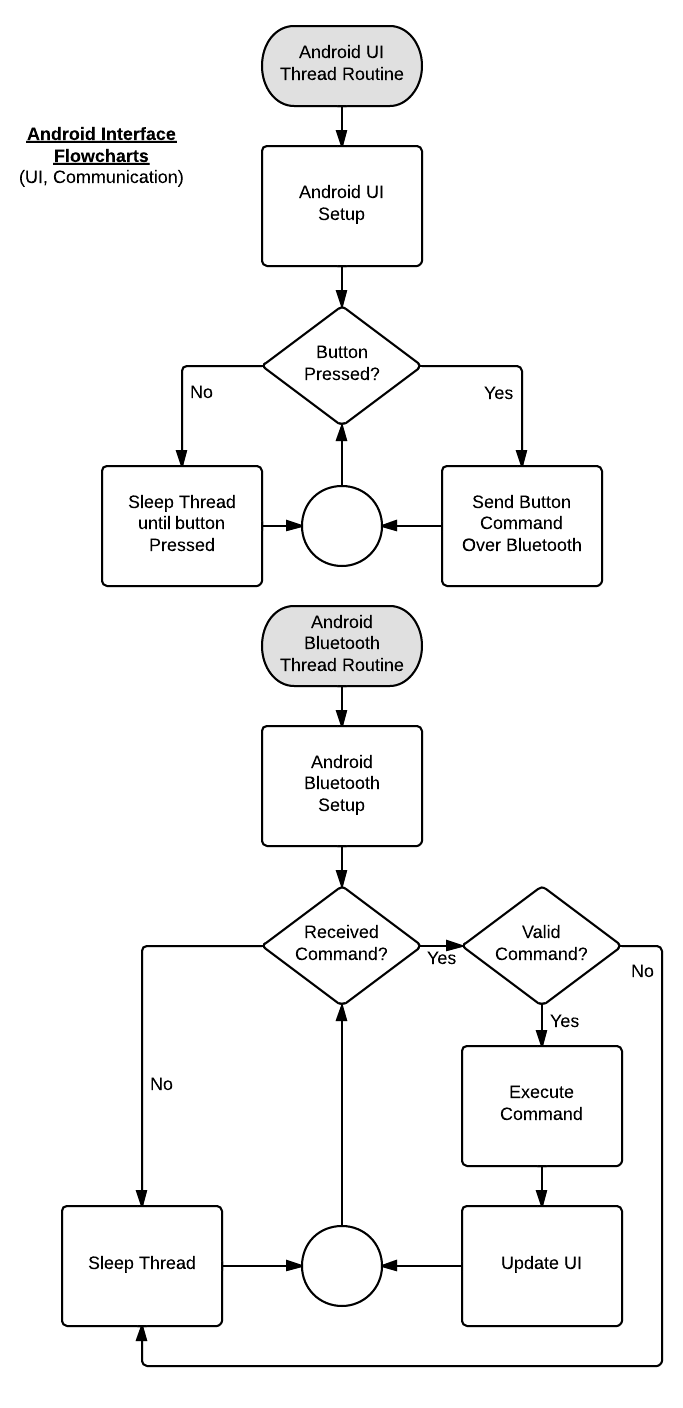 Android UI
Thread Routine
Android Interface
Flowcharts
(UI, Communication)
Android UI
Setup
Button
Pressed?
No
Yes
Sleep Thread
until button
Pressed
Send Button
Command
Over Bluetooth
Android
Bluetooth
Thread Routine
Android
Bluetooth
Setup
Received
Command?
Yes
Valid
Command?
No
Yes
No
Execute
Command
Sleep Thread
Update UI